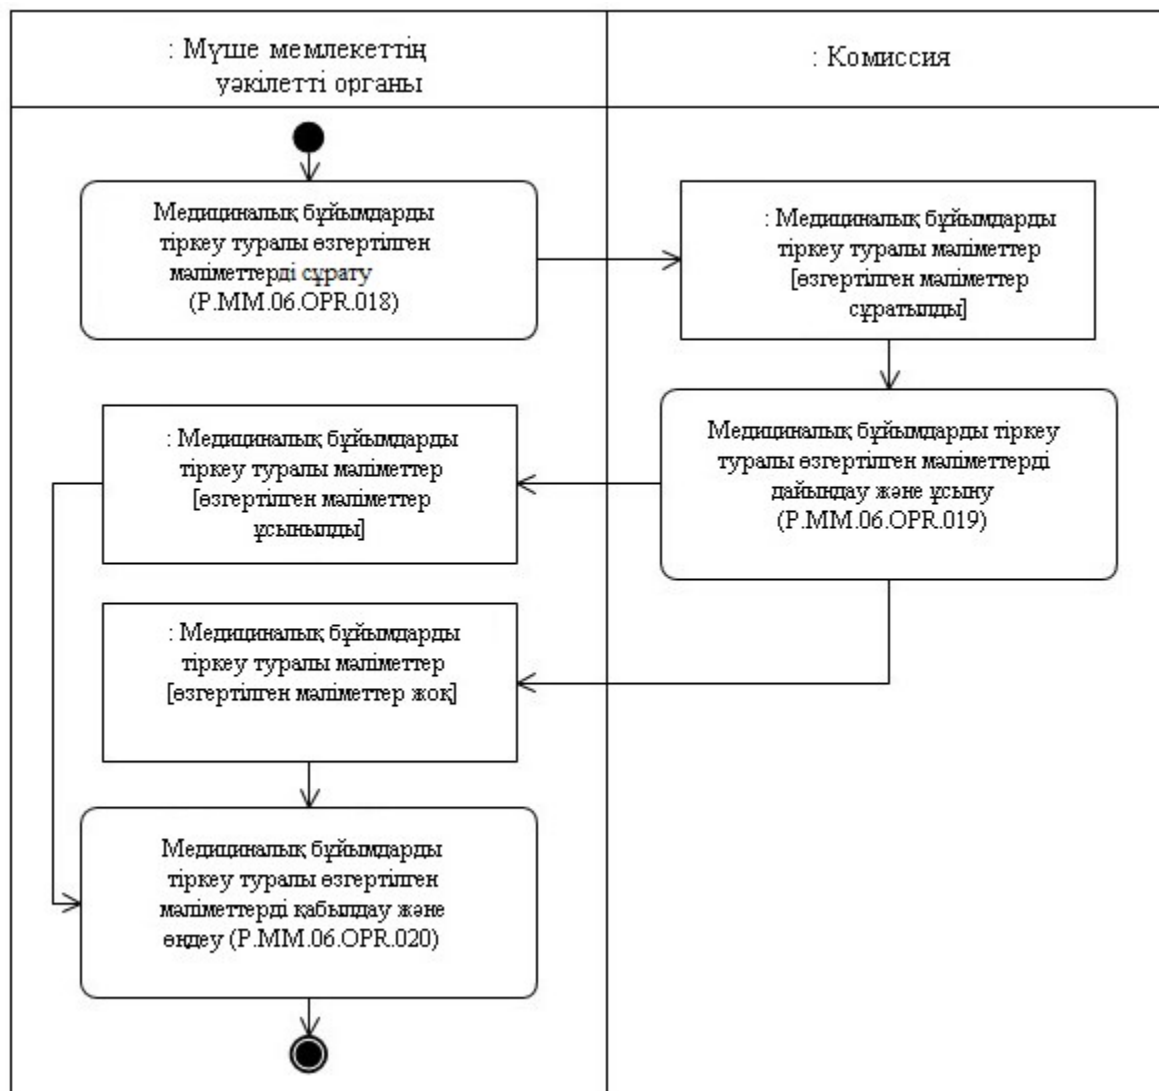 : Мүше мемлекеттің
уәкілетті органы
: Комиссия
Медициналық бұйымдарды
тіркеу туралы өзгертілген
мәліметтерді сұрату
(P.MM.06.OPR.018)
: Медициналық бұйымдарды
тіркеу туралы мәліметтер
[өзгертілген мәліметтер
сұратылды]
: Медициналық бұйымдарды
тіркеу туралы мәліметтер
[өзгертілген мәліметтер
ұсынылды]
Медициналық бұйымдарды тіркеу
туралы өзгертілген мәліметтерді
дайындау және ұсыну
(P.MM.06.OPR.019)
: Медициналық бұйымдарды
тіркеу туралы мәліметтер
[өзгертілген мәліметтер жоқ]
Медициналық бұйымдарды
тіркеу туралы өзгертілген
мәліметтерді қабылдау және
өңдеу (P.MM.06.OPR.020)